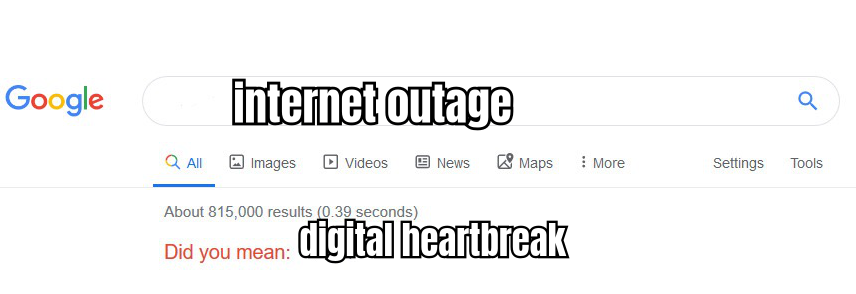 Google internet outage
All Images Videos News Maps More Settings Tools
About 815,000 results (0.39 seconds)
Did you mean: digital heartbreak